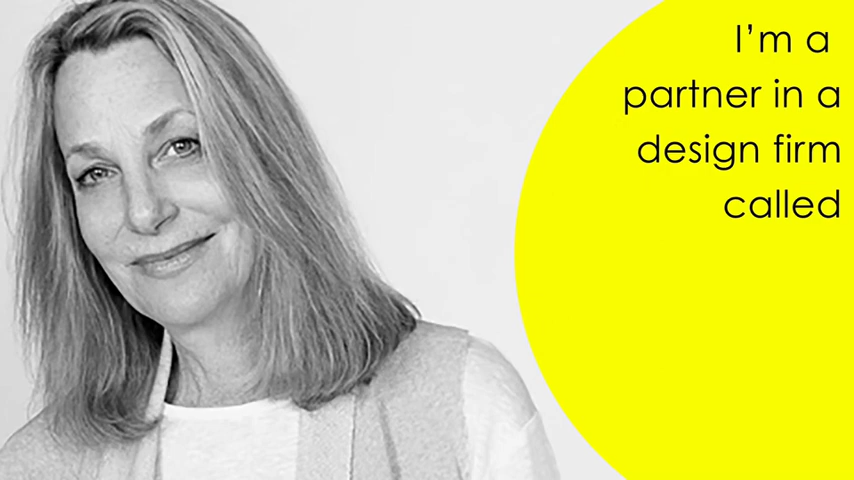 I’m a
partner in a
design firm
called